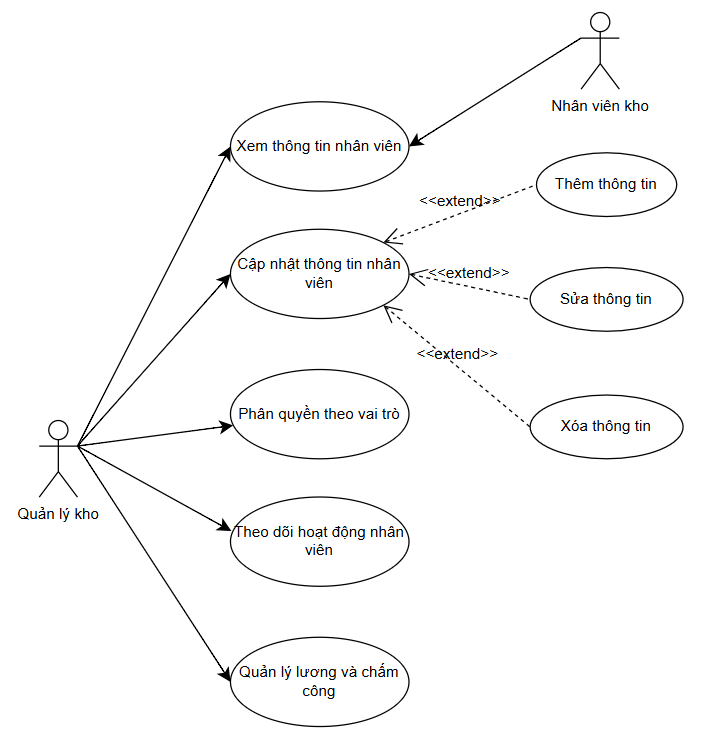 Nhân viên kho
Xem thông tin nhân viên
Thêm thông tin
<<extend>>
Cập nhật thông tin nhân
viên
<<extend>>
Sửa thông tin
<<extend>>
Phân quyền theo vai trò
Xóa thông tin
Quản lý kho
Theo dõi hoạt động nhân
viên
Quản lý lương và chấm
công